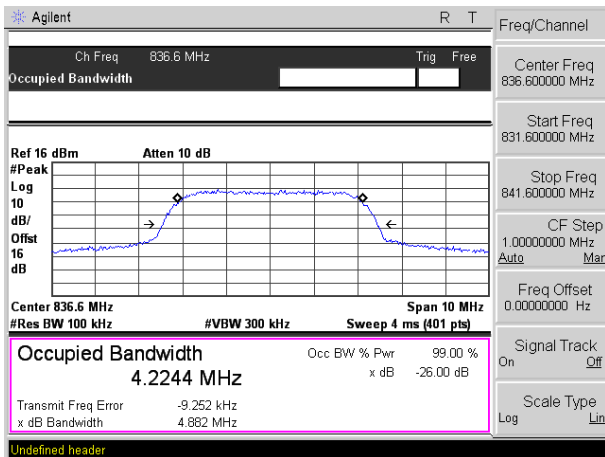 Agilent R T
Freq/Channel
Ch Freq 836.6 MHz Trig Free
Occupied Bandwidth
Center Freq
836.600000 MHz
Start Freq
831.600000 MHz
Stop Freq
841.600000 MHz
CF Step
1.00000000 MHz
Auto Man
Freq Offset
0.00000000 Hz
Signal Track
On Off
Scale Type
Log Lin
Ref 16 dBm Atten 10 dB
#Peak
Log
10
dB/
Offst
16
dB
Center 836.6 MHz Span 10 MHz
#Res BW 100 kHz #VBW 300 kHz Sweep 4 ms (401 pts)
Occupied Bandwidth Occ BW % Pwr 99.00 %
4.2244 MHz x dB -26.00 dB
Transmit Freq Error -9.252 kHz
x dB Bandwidth 4.882 MHz
Undefined header